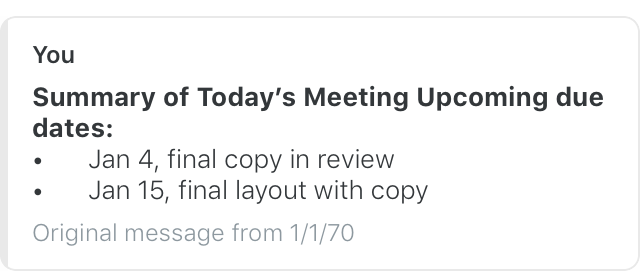 You
Summary of Today’s Meeting Upcoming due
dates:
• Jan 4, final copy in review
• Jan 15, final layout with copy
Original message from 1/1/70